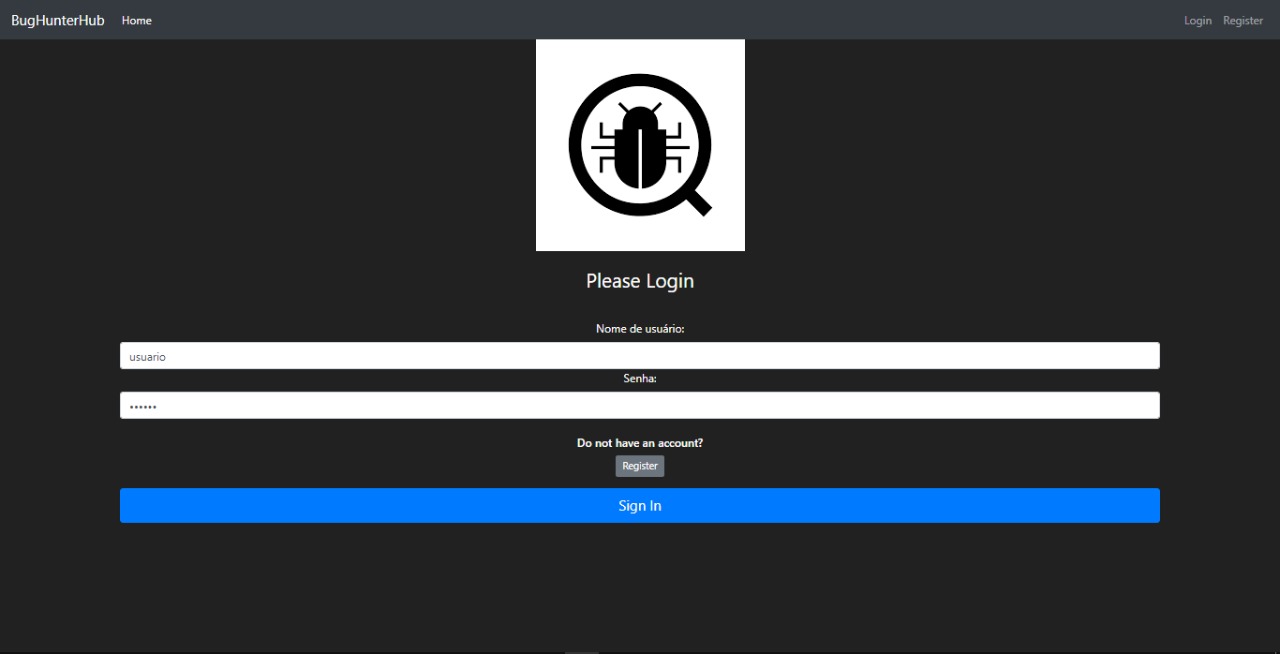 BugHunterHub Home Login Register
Please Login
Nome de usuário:
usuario
Senha:
••••••
Do not have an account?
Register
Sign In